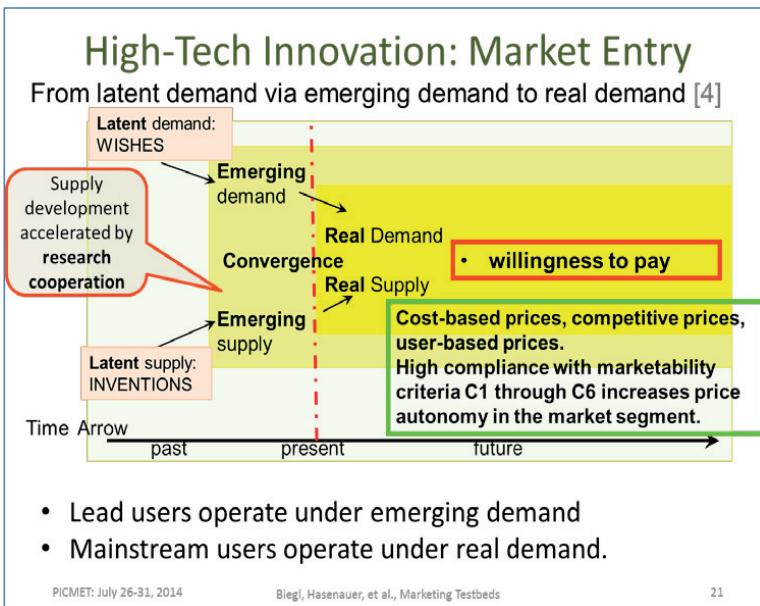 High-Tech Innovation: Market Entry
From latent demand via emerging demand to real demand [4]
Latent demand:
WISHES
Emerging
demand
Supply
development
accelerated by
research
cooperation
Real Demand
Convergence
• willingness to pay
Real Supply
Emerging
supply
Cost-based prices, competitive prices,
user-based prices.
High compliance with marketability
criteria C1 through C6 increases price
autonomy in the market segment.
Latent supply:
INVENTIONS
Time Arrow
past present future
• Lead users operate under emerging demand
• Mainstream users operate under real demand.
PICMET: July 26-31, 2014 Biegl, Hasenauer, et al., Marketing Testbeds 21